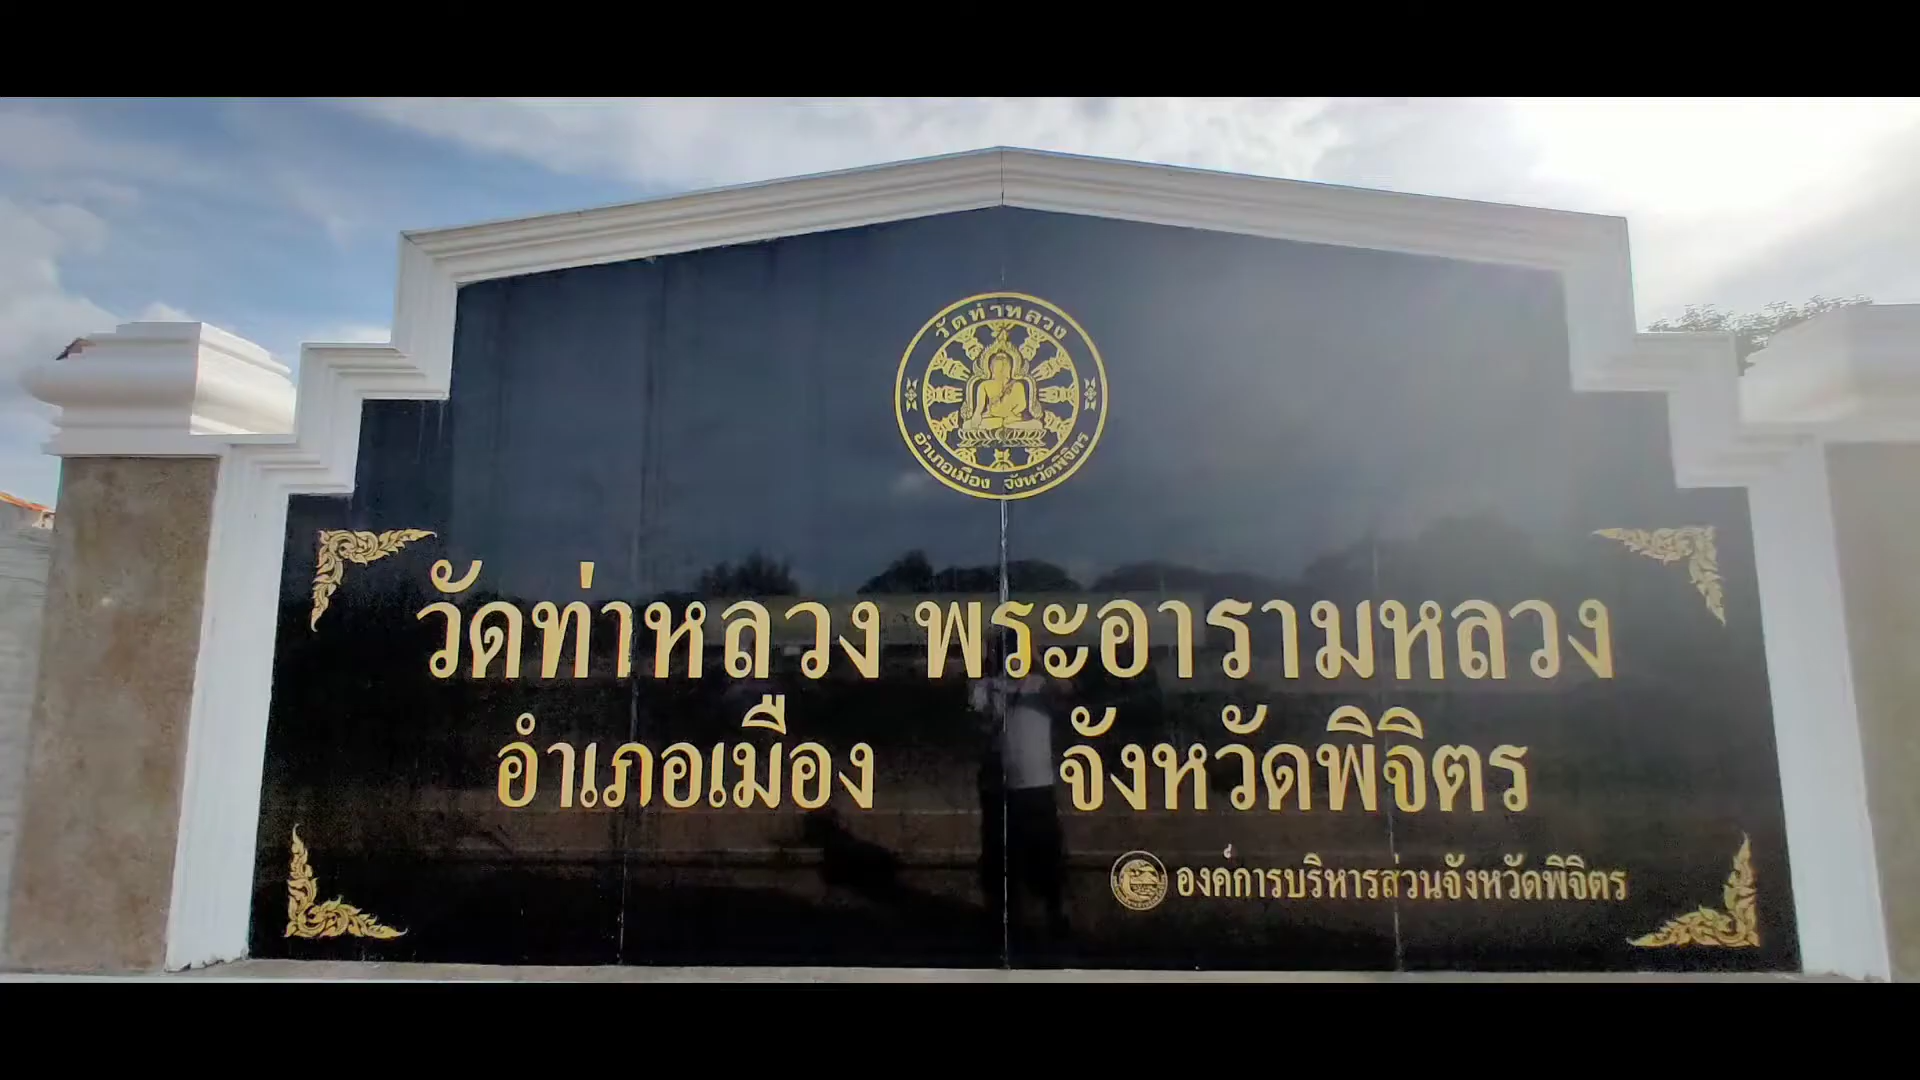 วัดท่าหลวง
อำเภอเมือง จังหวัดพิจิตร
วัดท่าหลวง พระอารามหลวง
อำเภอเมือง จังหวัดพิจิตร
องค์การบริหารส่วนจังหวัดพิจิตร